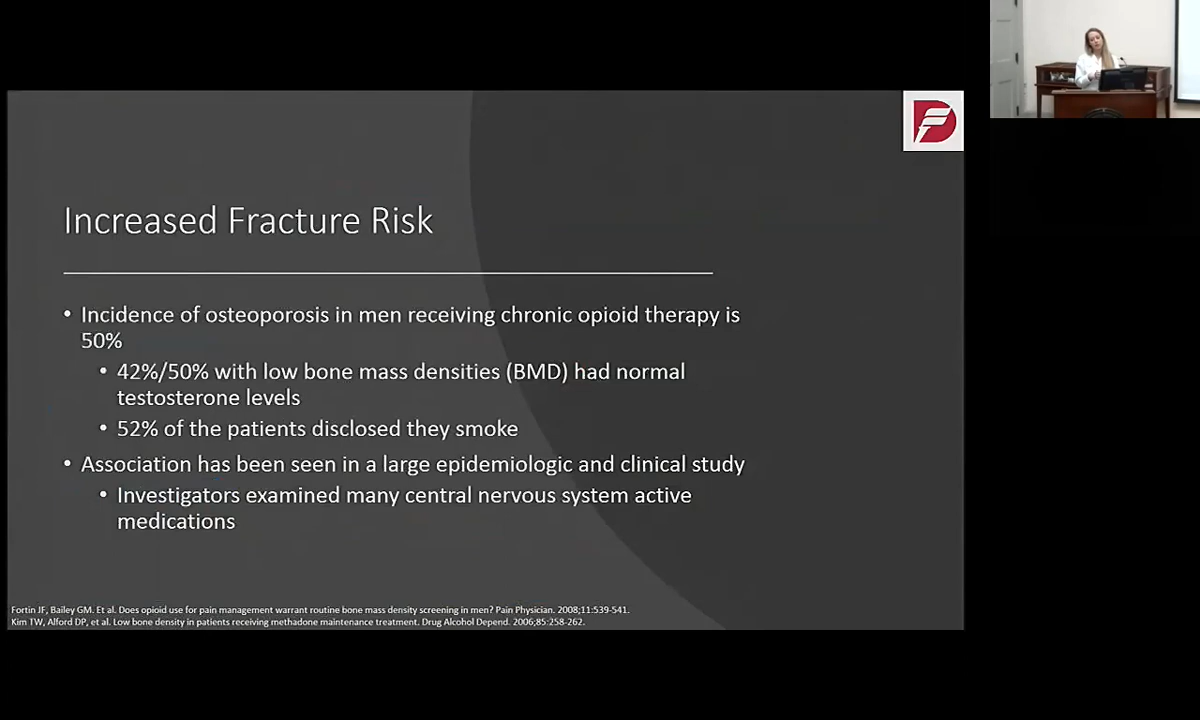 Increased Fracture Risk
• Incidence of osteoporosis in men receiving chronic opioid therapy is
50%
• 42%/50% with low bone mass densities (BMD) had normal
testosterone levels
• 52% of the patients disclosed they smoke
• Association has been seen in a large epidemiologic and clinical study
• Investigators examined many central nervous system active
medications
Fortin JF, Bailey GM. Et al. Does opioid use for pain management warrant routine bone mass density screening in men? Pain Physician. 2008;11:539-541.
Kim TW, Alford DP, et al. Low bone density in patients receiving methadone maintenance treatment. Drug Alcohol Depend. 2006;85:258-262.